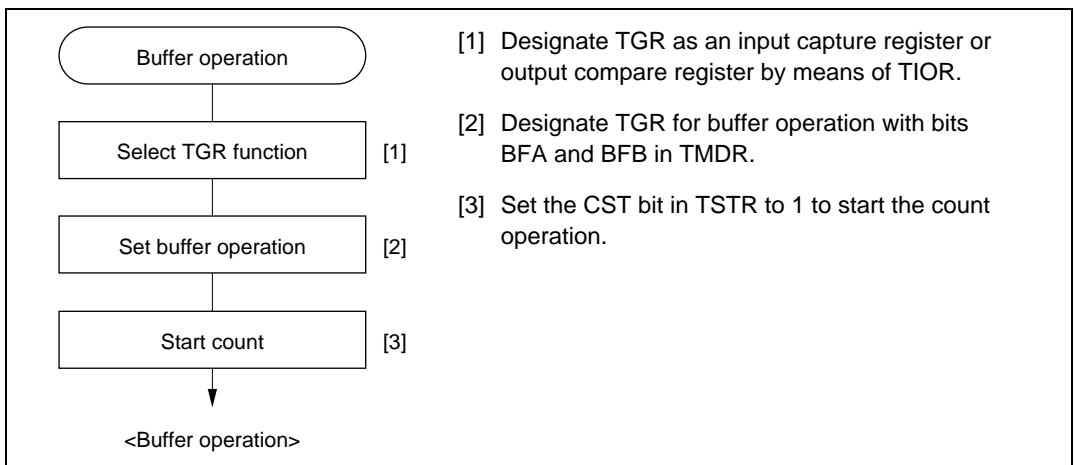 Buffer operation
Select TGR function [1]
Set buffer operation [2]
Start count [3]
<Buffer operation>
[1] Designate TGR as an input capture register or
output compare register by means of TIOR.
[2] Designate TGR for buffer operation with bits
BFA and BFB in TMDR.
[3] Set the CST bit in TSTR to 1 to start the count
operation.